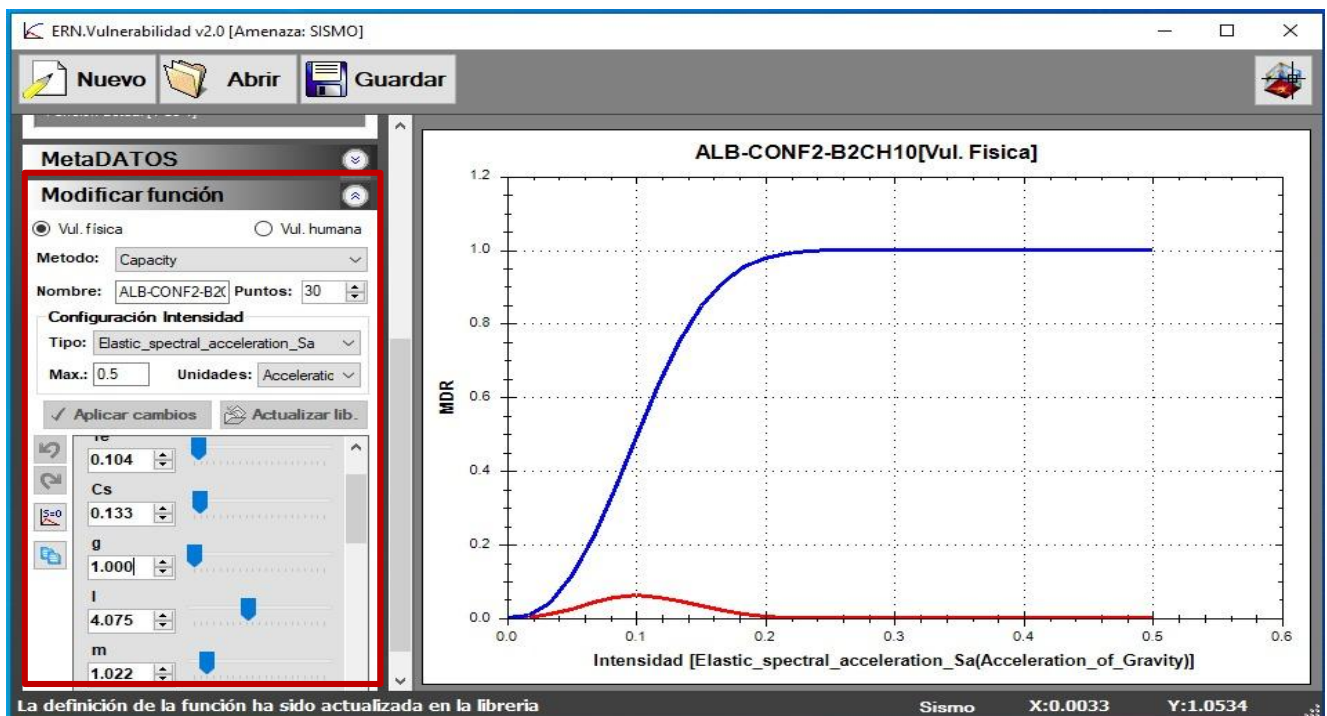 ERN.Vulnerabilidad v2.0 [Amenaza: SISMO]
Nuevo Abrir Guardar
MetaDATOS
Modificar función
Vul. física Vul. humana
Metodo: Capacity
Nombre: ALB-CONF2-B2C Puntos: 30
Configuración Intensidad
Tipo: Elastic_spectral_acceleration_Sa
Max.: 0.5 Unidades: Acceleratic
Aplicar cambios Actualizar lib.
Te
0.104
Cs
0.133
S=0
g
1.000
l
4.075
m
1.022
ALB-CONF2-B2CH10[Vul. Fisica]
1.2
1.0
0.8
0.6
0.4
0.2
0.0
MDR
0.0 0.1 0.2 0.3 0.4 0.5 0.6
Intensidad [Elastic_spectral_acceleration_Sa(Acceleration_of_Gravity)]
La definición de la función ha sido actualizada en la libreria Sismo X:0.0033 Y:1.0534